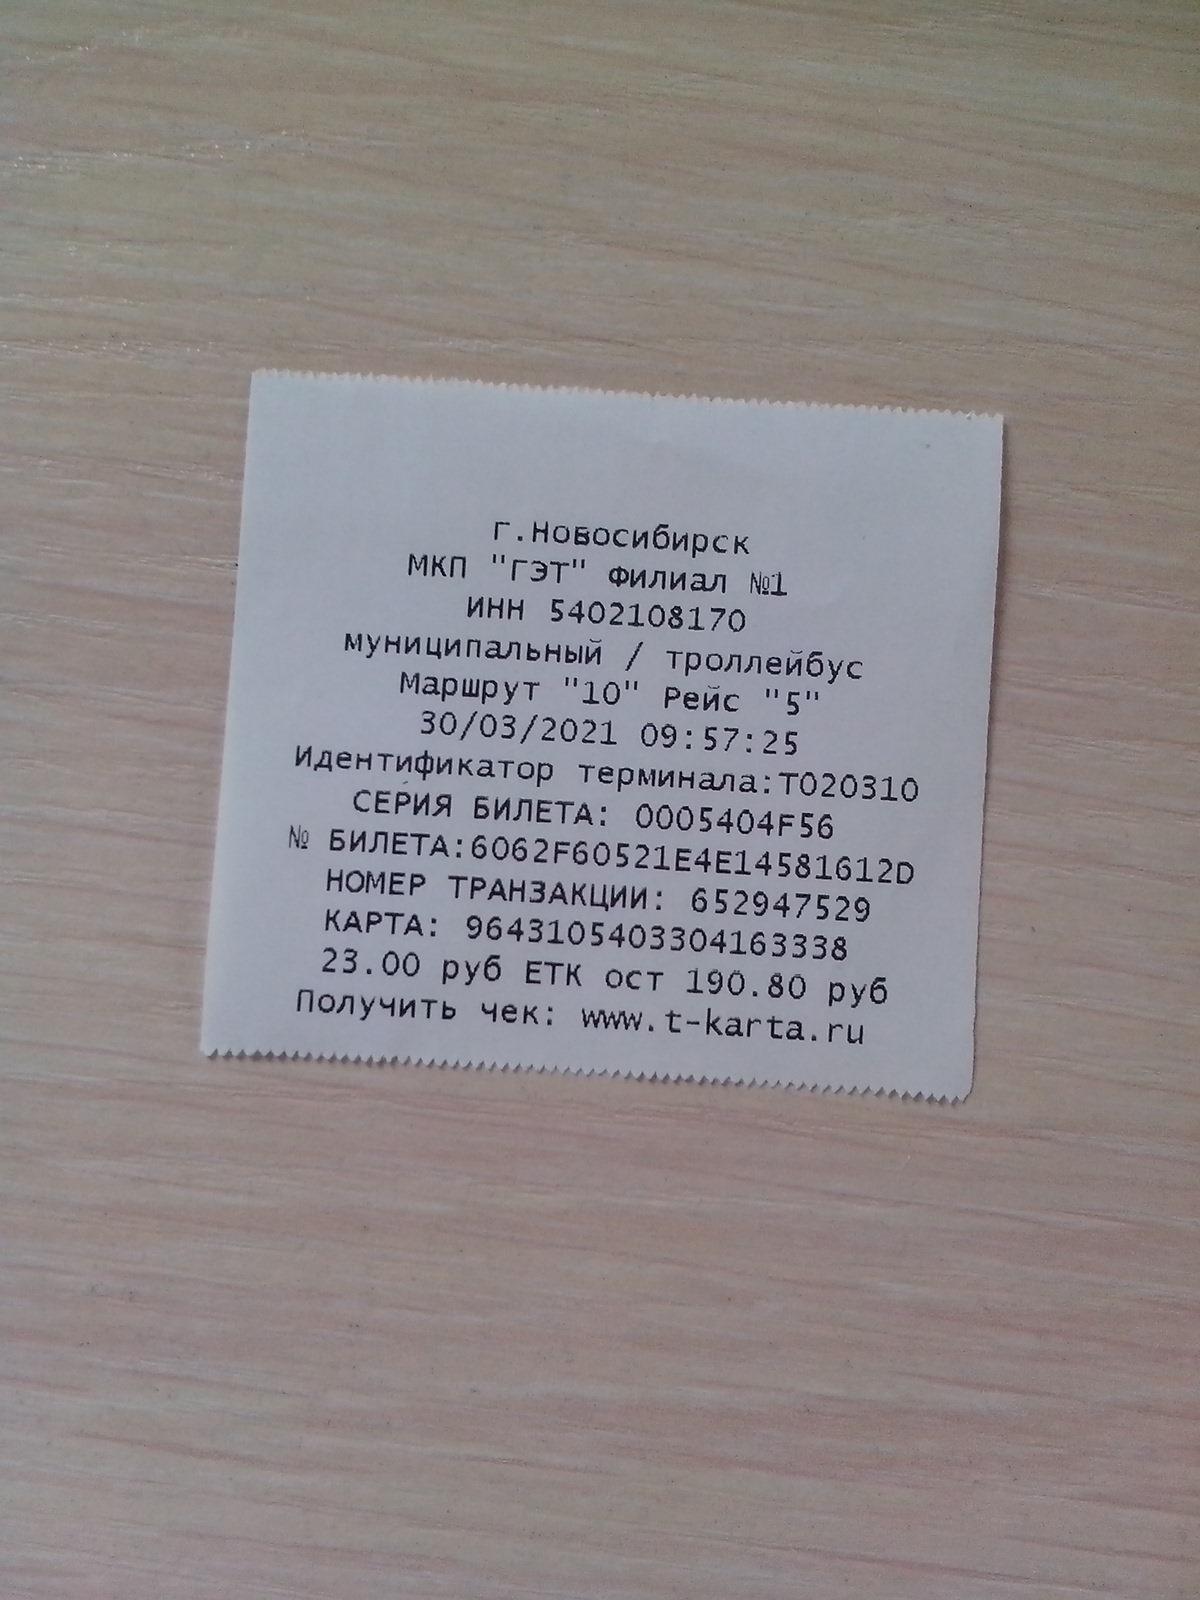 г.Новосибирск
МКП "ГЭТ" Филиал №1
ИНН 5402108170
муниципальный / троллейбус
Маршрут "10" Рейс "5"
30/03/2021 09:57:25
Идентификатор терминала:T020310
СЕРИЯ БИЛЕТА: 0005404F56
№ БИЛЕТА:6062F60521E4E14581612D
НОМЕР ТРАНЗАКЦИИ: 652947529
КАРТА: 9643105403304163338
23.00 руб ЕТК ост 190.80 руб
Получить чек: www.t-karta.ru